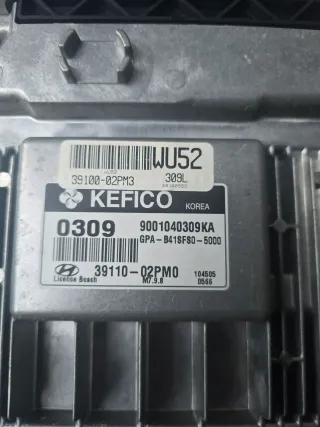 WU52
39100-02PM3 309L
KEFICO KOREA
0309 9001040309KA
GPA-B41SF80-5000
39110-02PM0 104505
License Bosch M7.9.8 0566